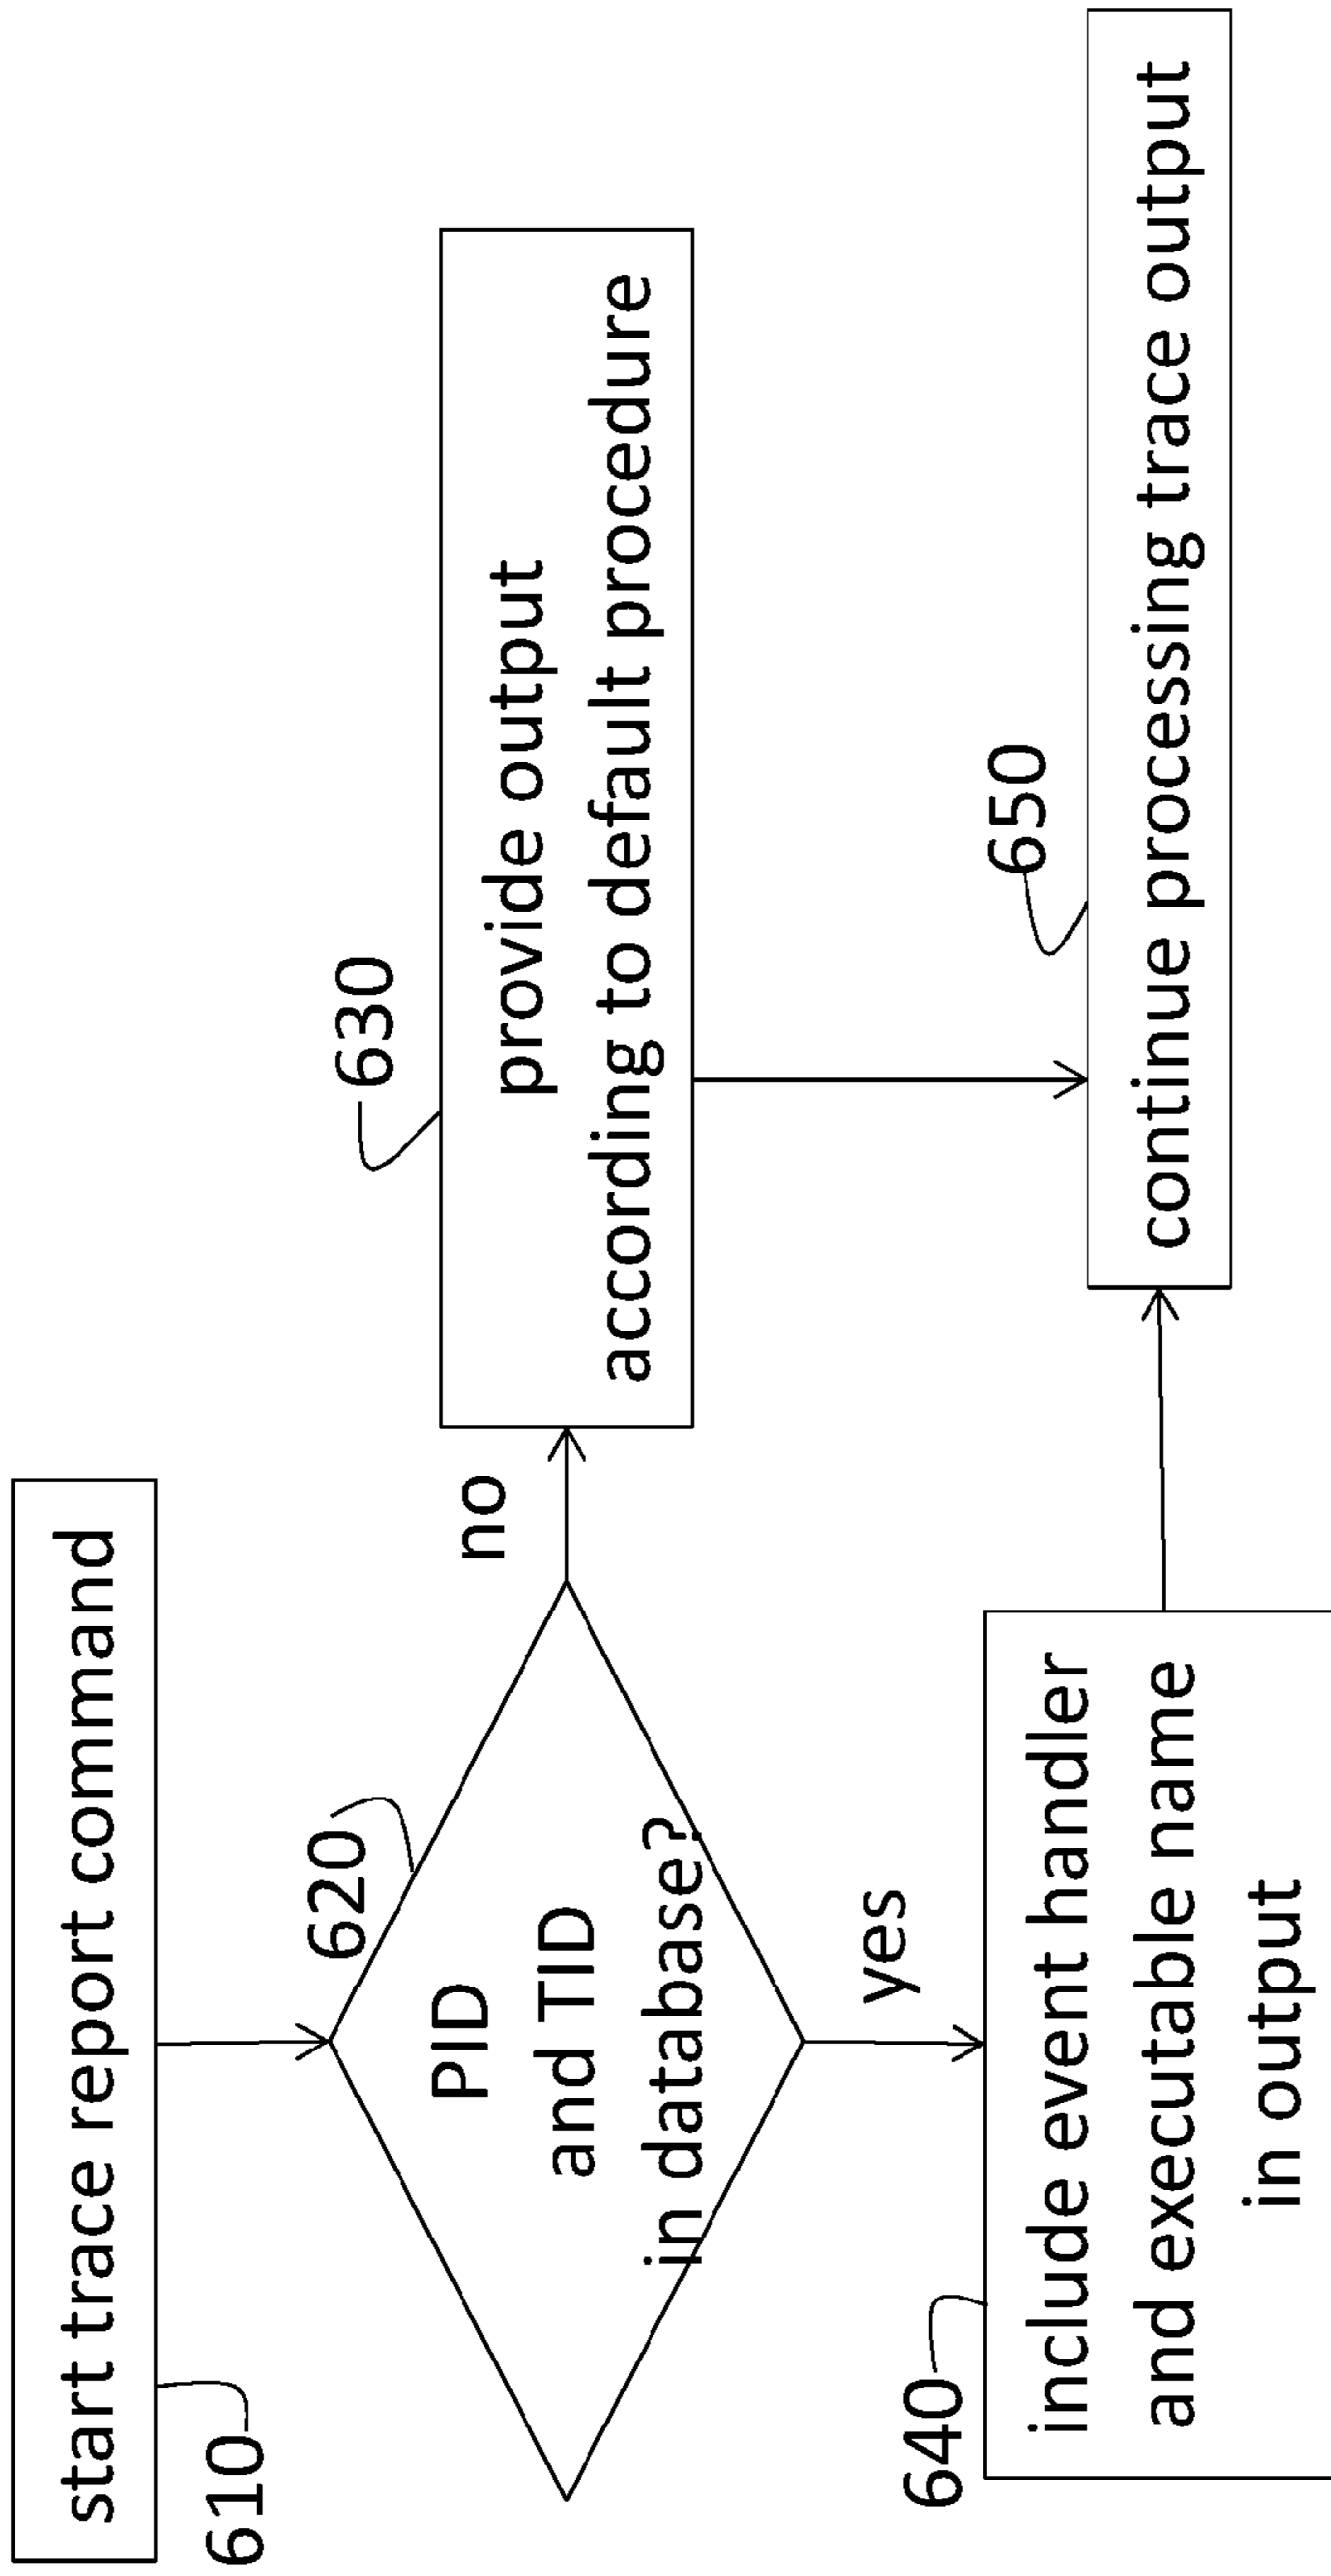 start trace report command
610
620
PID
and TID
in database?
no
630
provide output
according to default procedure
yes
640
include event handler
and executable name
in output
650
continue processing trace output